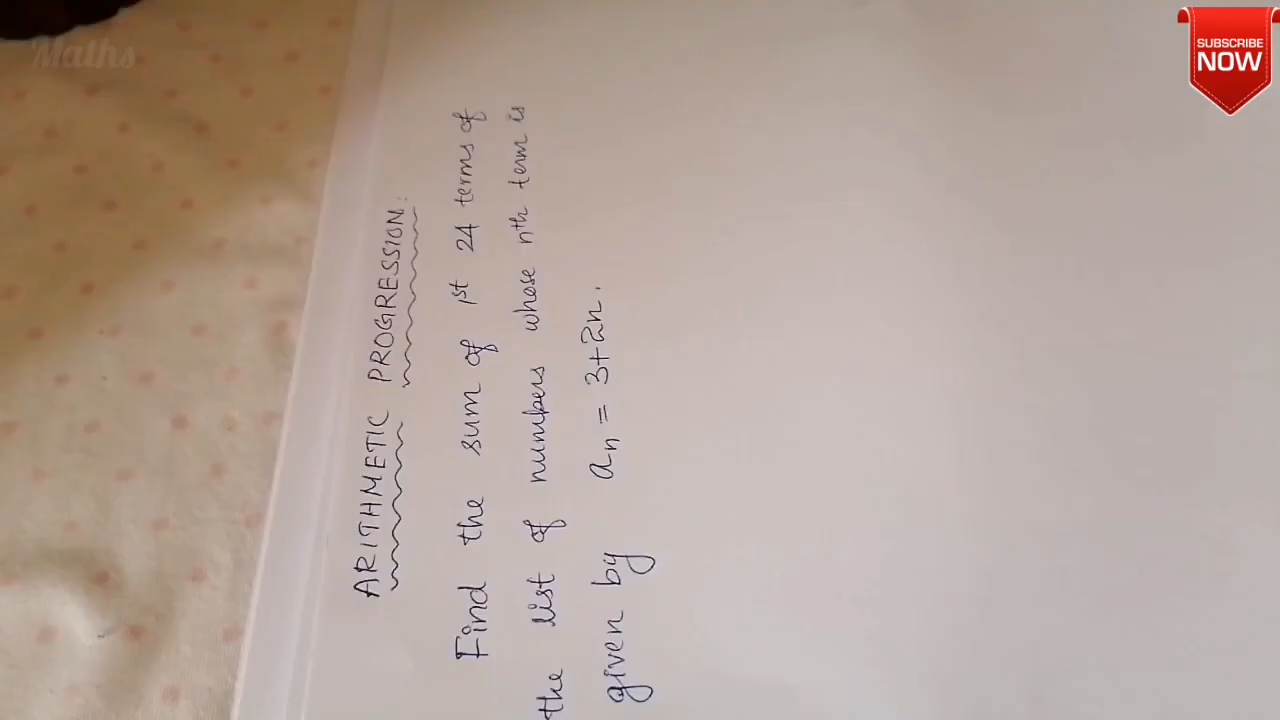 Maths
SUBSCRIBE
NOW
ARITHMETIC PROGRESSION:
Find the sum of 1st 24 terms of
the list of numbers whose nth term is
given by an = 3+2n.